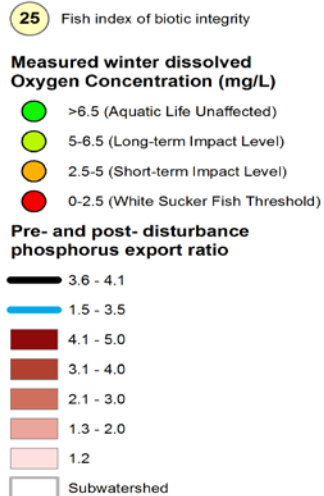 25 Fish index of biotic integrity
Measured winter dissolved
Oxygen Concentration (mg/L)
>6.5 (Aquatic Life Unaffected)
5-6.5 (Long-term Impact Level)
2.5-5 (Short-term Impact Level)
0-2.5 (White Sucker Fish Threshold)
Pre- and post- disturbance
phosphorus export ratio
3.6 - 4.1
1.5 - 3.5
4.1 - 5.0
3.1 - 4.0
2.1 - 3.0
1.3 - 2.0
1.2
Subwatershed